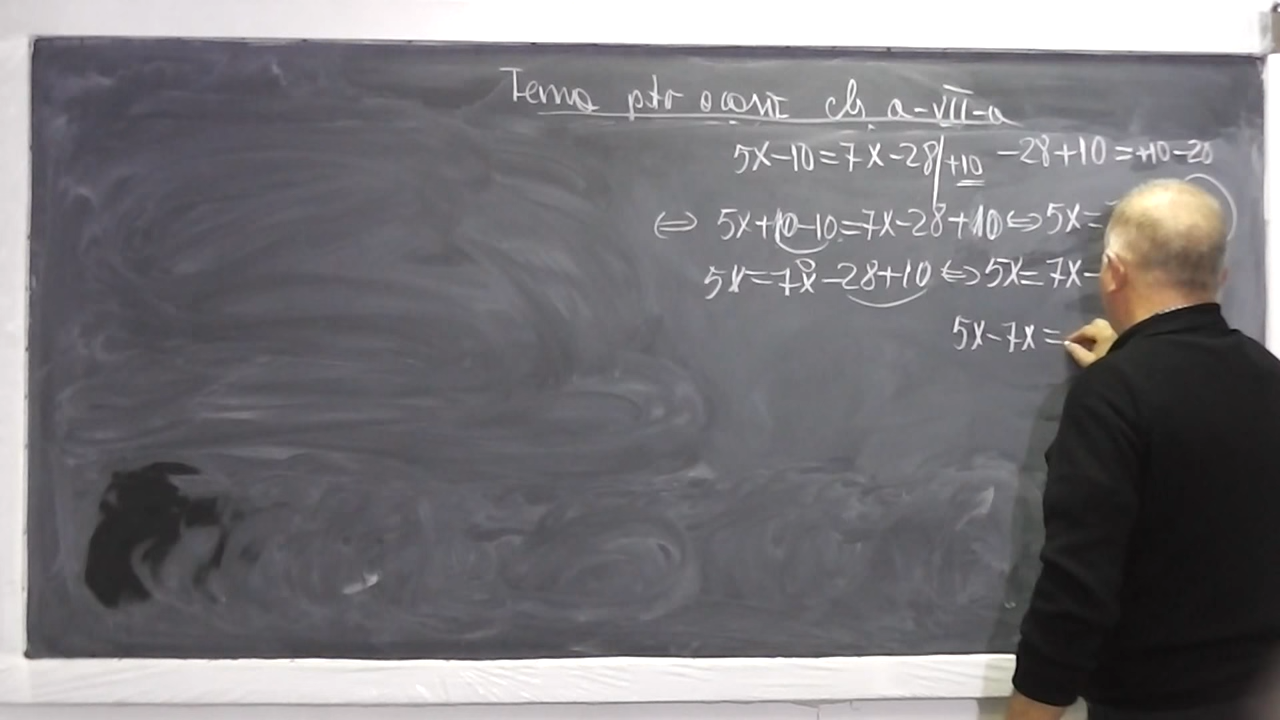 Tema ptr acasă cls a-VII-a
5x-10=7x-28 | +10 -28+10=+10-28
⇔ 5x+10-10=7x-28+10 ⇔ 5x=
5x=7x-28+10 ⇔ 5x=7x-
5x-7x=